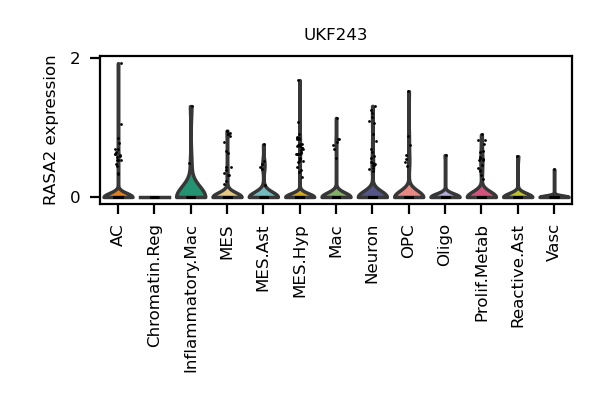 UKF243
RASA2 expression
2
0
AC
Chromatin.Reg
Inflammatory.Mac
MES
MES.Ast
MES.Hyp
Mac
Neuron
OPC
Oligo
Prolif.Metab
Reactive.Ast
Vasc